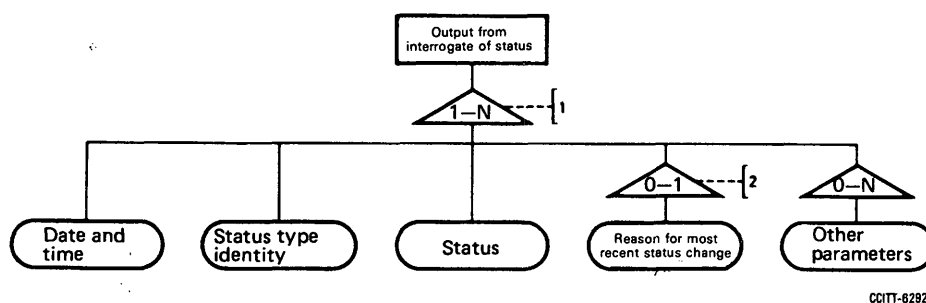 Output from
interrogate of status
1–N
1
0–1
2
0–N
Date and
time
Status type
identity
Status
Reason for most
recent status change
Other
parameters
CCITT-6292